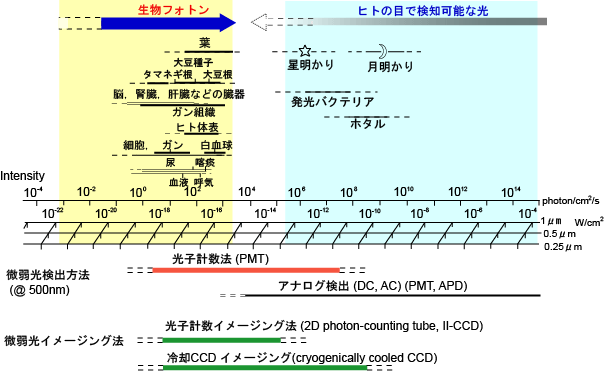 生物フォトン
ヒトの目で検知可能な光
葉
大豆種子
タマネギ根 大豆根
星明かり
月明かり
脳，腎臓，肝臓などの臓器
ガン組織
発光バクテリア
ヒト体表
ホタル
細胞， ガン 白血球
尿 喀痰
血液 呼気
Intensity
10-4 10-2 100 102 104 106 108 1010 1012 1014
photon/cm2/s
10-22 10-20 10-18 10-16 10-14 10-12 10-10 10-8 10-6 10-4
1μm W/cm2
0.5μm
0.25μm
光子計数法 (PMT)
微弱光検出方法
(@ 500nm)
アナログ検出 (DC, AC) (PMT, APD)
光子計数イメージング法 (2D photon-counting tube, II-CCD)
微弱光イメージング法
冷却CCD イメージング(cryogenically cooled CCD)